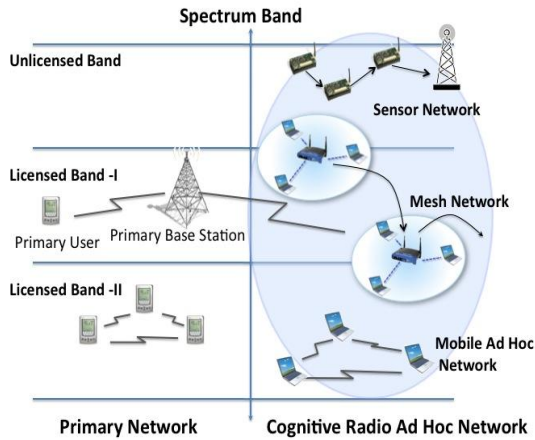 Spectrum Band
Unlicensed Band
Sensor Network
Licensed Band -I
Mesh Network
Primary User
Primary Base Station
Licensed Band -II
Mobile Ad Hoc
Network
Primary Network
Cognitive Radio Ad Hoc Network